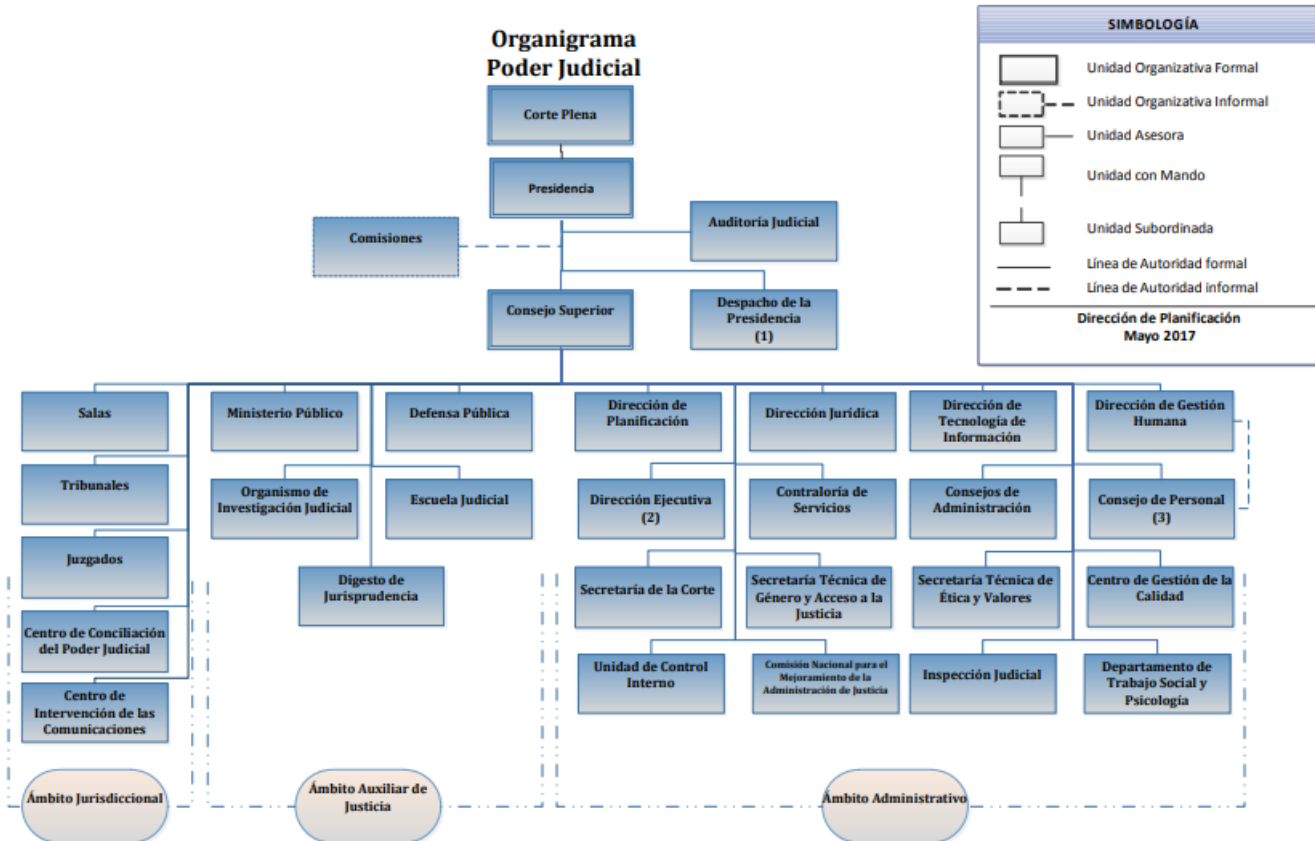 Organigrama
Poder Judicial
SIMBOLOGÍA
Unidad Organizativa Formal
Unidad Organizativa Informal
Unidad Asesora
Unidad con Mando
Unidad Subordinada
Línea de Autoridad formal
Línea de Autoridad informal
Dirección de Planificación
Mayo 2017
Corte Plena
Presidencia
Comisiones
Auditoría Judicial
Consejo Superior
Despacho de la
Presidencia
(1)
Salas
Tribunales
Juzgados
Centro de Conciliación
del Poder Judicial
Centro de
Intervención de las
Comunicaciones
Ámbito Jurisdiccional
Ministerio Público
Defensa Pública
Organismo de
Investigación Judicial
Escuela Judicial
Digesto de
Jurisprudencia
Ámbito Auxiliar de
Justicia
Dirección de
Planificación
Dirección Jurídica
Dirección de
Tecnología de
Información
Dirección de Gestión
Humana
Dirección Ejecutiva
(2)
Contraloría de
Servicios
Consejos de
Administración
Consejo de Personal
(3)
Secretaría de la Corte
Secretaría Técnica de
Género y Acceso a la
Justicia
Secretaría Técnica de
Ética y Valores
Centro de Gestión de la
Calidad
Unidad de Control
Interno
Comisión Nacional para el
Mejoramiento de la
Administración de Justicia
Inspección Judicial
Departamento de
Trabajo Social y
Psicología
Ámbito Administrativo